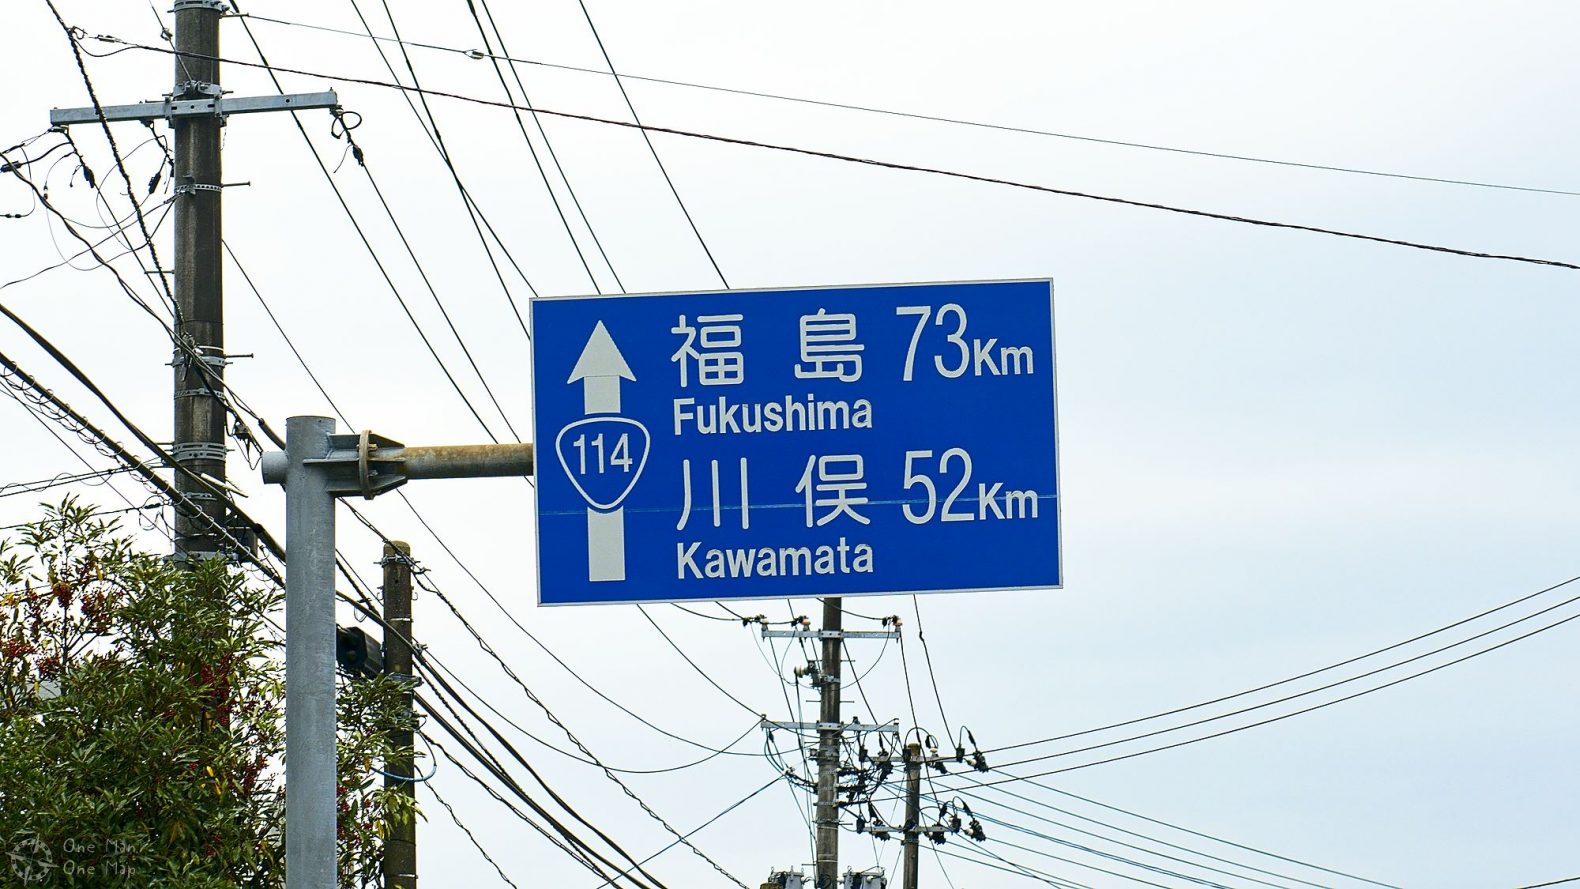 福島 73Km
Fukushima
114
川俣 52Km
Kawamata
One Man,
One Map